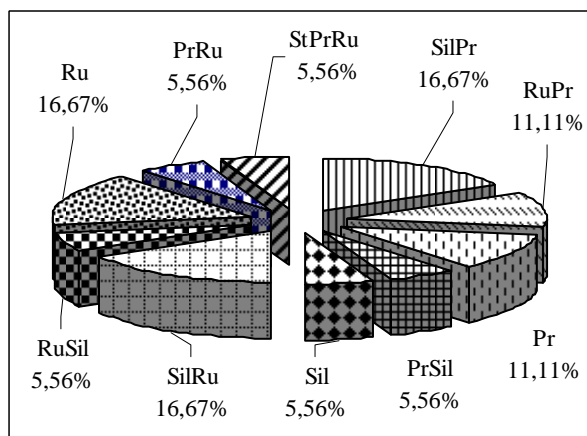 StPrRu
5,56%
SilPr
16,67%
RuPr
11,11%
Pr
11,11%
PrSil
5,56%
Sil
5,56%
SilRu
16,67%
RuSil
5,56%
Ru
16,67%
PrRu
5,56%